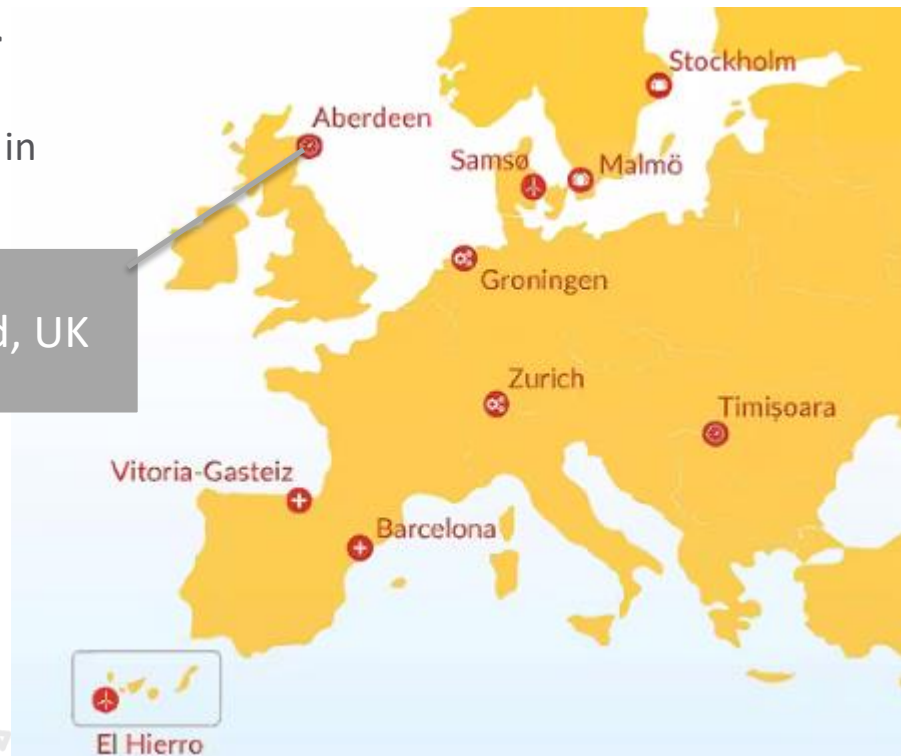 in
Stockholm
Aberdeen
Samsø
Malmö
Groningen
, UK
Zurich
Timișoara
Vitoria-Gasteiz
Barcelona
El Hierro